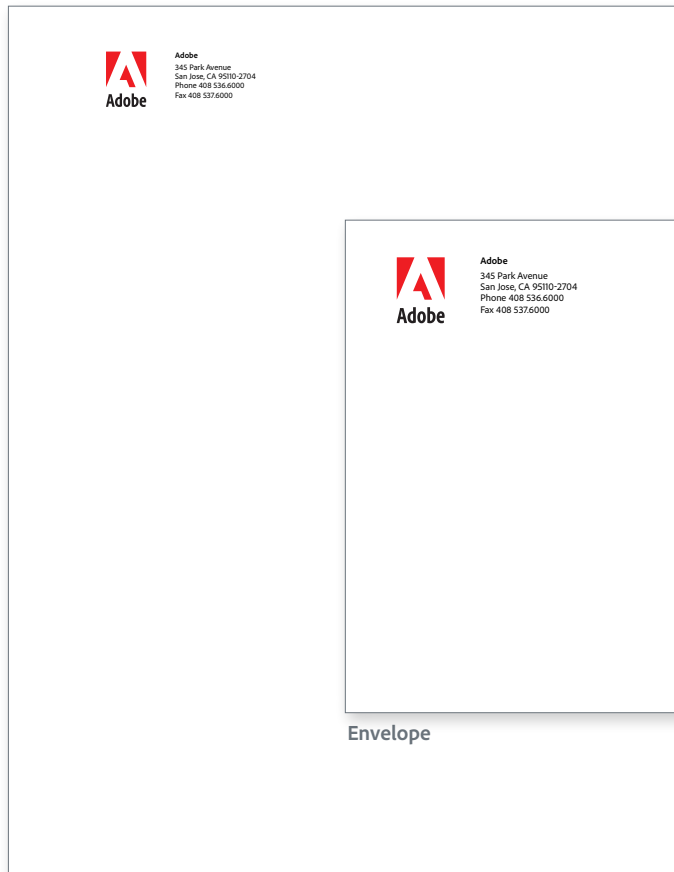 Adobe
345 Park Avenue
San Jose, CA 95110-2704
Phone 408 536.6000
Fax 408 537.6000
Adobe
Adobe
345 Park Avenue
San Jose, CA 95110-2704
Phone 408 536.6000
Fax 408 537.6000
Adobe
Envelope